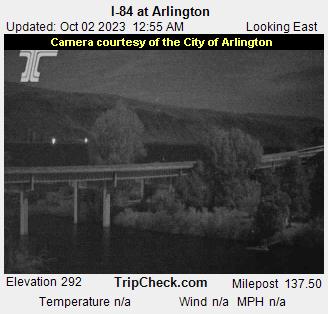 I-84 at Arlington
Updated: Oct 02 2023 12:55 AM Looking East
Camera courtesy of the City of Arlington
Elevation 292 TripCheck.com Milepost 137.50
Temperature n/a Wind n/a MPH n/a